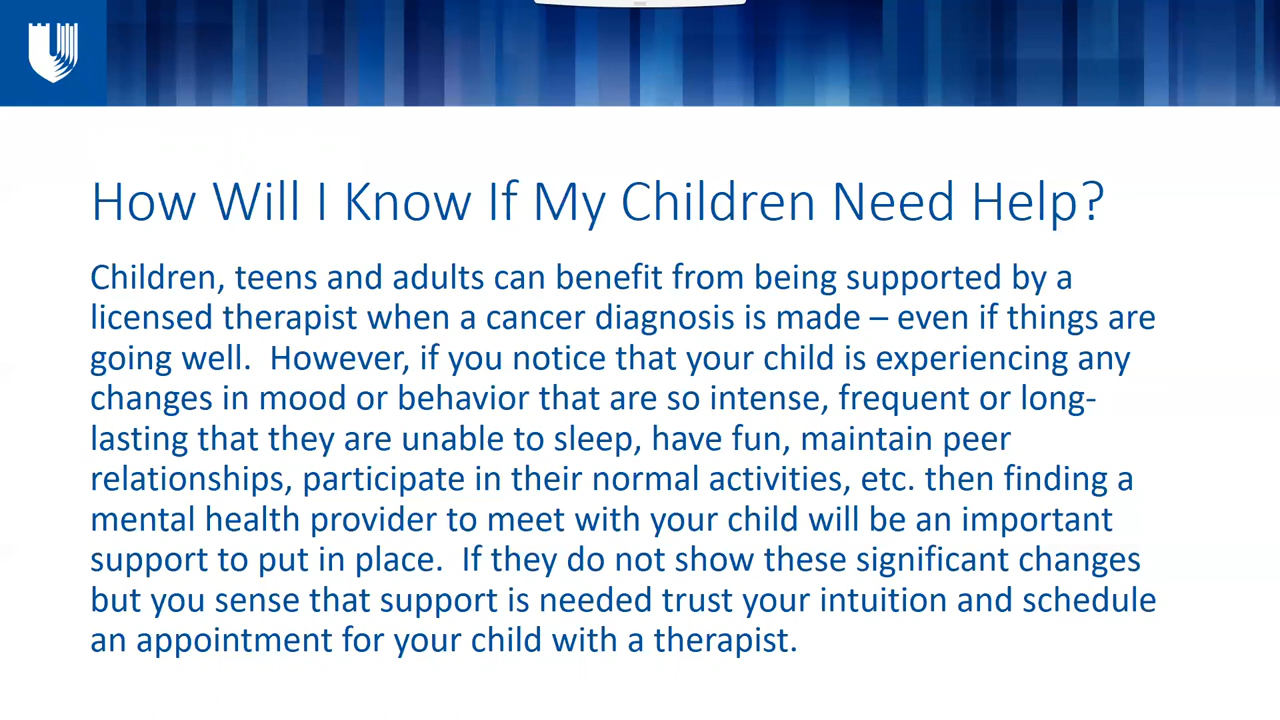 How Will I Know If My Children Need Help?
Children, teens and adults can benefit from being supported by a
licensed therapist when a cancer diagnosis is made – even if things are
going well.  However, if you notice that your child is experiencing any
changes in mood or behavior that are so intense, frequent or long-
lasting that they are unable to sleep, have fun, maintain peer
relationships, participate in their normal activities, etc. then finding a
mental health provider to meet with your child will be an important
support to put in place.  If they do not show these significant changes
but you sense that support is needed trust your intuition and schedule
an appointment for your child with a therapist.